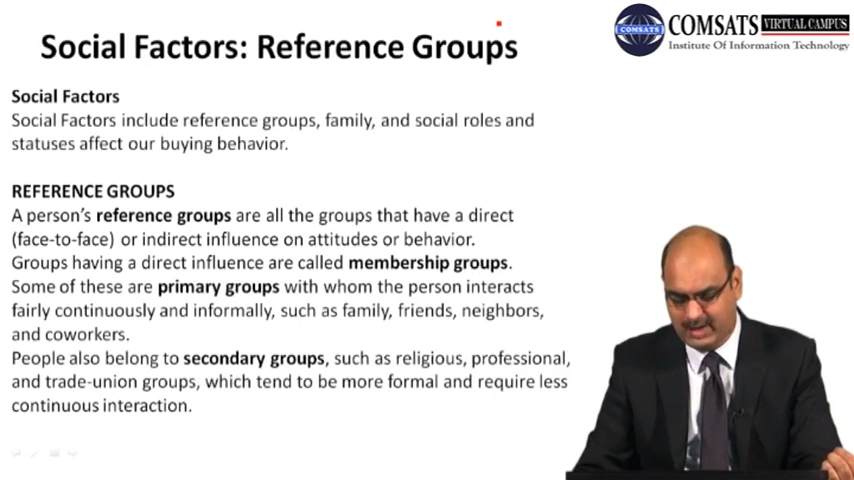 Social Factors: Reference Groups
COMSATS VIRTUAL CAMPUS
Institute Of Information Technology
COMSATS
Social Factors
Social Factors include reference groups, family, and social roles and
statuses affect our buying behavior.
REFERENCE GROUPS
A person's reference groups are all the groups that have a direct
(face-to-face) or indirect influence on attitudes or behavior.
Groups having a direct influence are called membership groups.
Some of these are primary groups with whom the person interacts
fairly continuously and informally, such as family, friends, neighbors,
and coworkers.
People also belong to secondary groups, such as religious, professional,
and trade-union groups, which tend to be more formal and require less
continuous interaction.